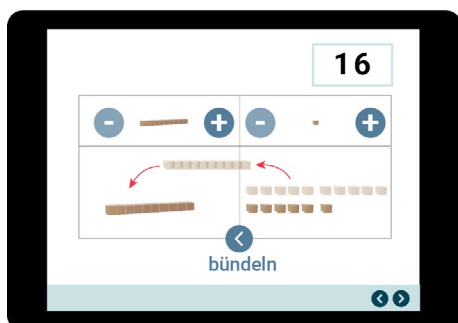 16
- + - +
bündeln